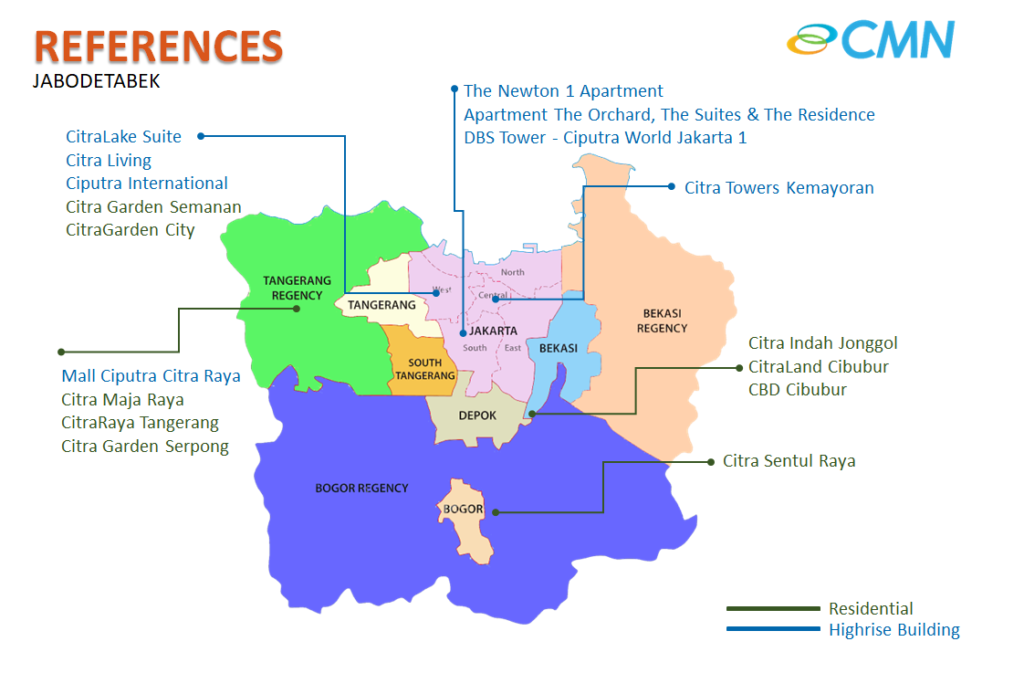 REFERENCES
JABODETABEK
CMN
The Newton 1 Apartment
Apartment The Orchard, The Suites & The Residence
DBS Tower - Ciputra World Jakarta 1
CitraLake Suite
Citra Living
Ciputra International
Citra Garden Semanan
CitraGarden City
Citra Towers Kemayoran
North
West
Central
JAKARTA
South
East
TANGERANG
REGENCY
TANGERANG
SOUTH
TANGERANG
BEKASI
BEKASI
REGENCY
DEPOK
BOGOR REGENCY
BOGOR
Mall Ciputra Citra Raya
Citra Maja Raya
CitraRaya Tangerang
Citra Garden Serpong
Citra Indah Jonggol
CitraLand Cibubur
CBD Cibubur
Citra Sentul Raya
Residential
Highrise Building